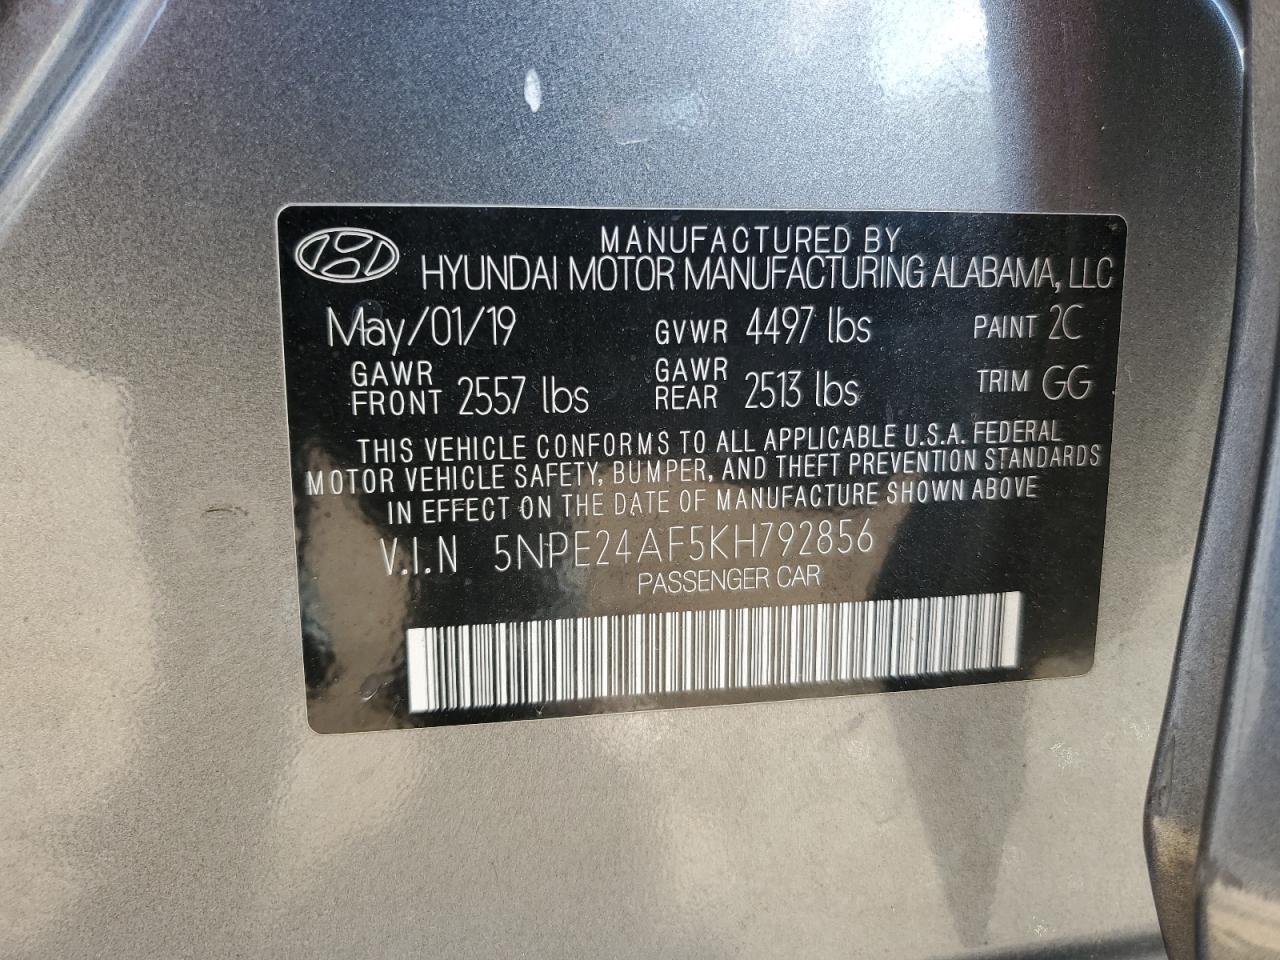 MANUFACTURED BY
HYUNDAI MOTOR MANUFACTURING ALABAMA, LLC
May/01/19 GVWR 4497 lbs PAINT 2C
GAWR FRONT 2557 lbs GAWR REAR 2513 lbs TRIM GG
THIS VEHICLE CONFORMS TO ALL APPLICABLE U.S.A. FEDERAL
MOTOR VEHICLE SAFETY, BUMPER, AND THEFT PREVENTION STANDARDS
IN EFFECT ON THE DATE OF MANUFACTURE SHOWN ABOVE
V.I.N 5NPE24AF5KH792856
PASSENGER CAR